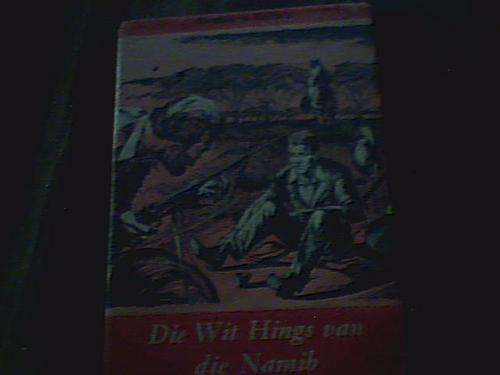 Die Wit Hings van
die Namib